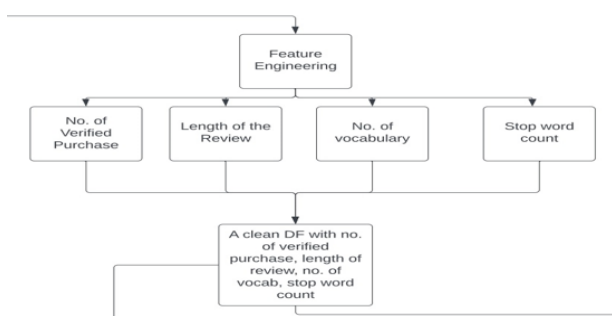 Feature
Engineering
No. of
Verified
Purchase
Length of the
Review
No. of
vocabulary
Stop word
count
A clean DF with no.
of verified
purchase, length of
review, no. of
vocab, stop word
count